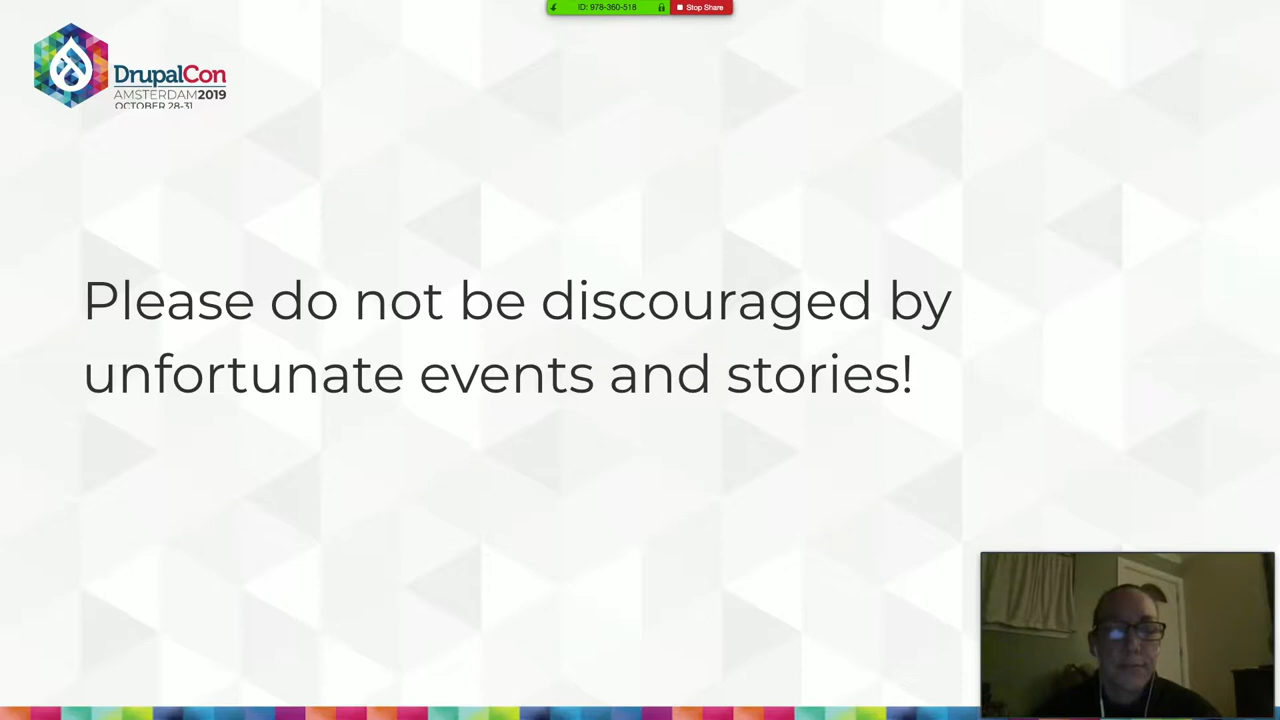 ID: 978-360-518
Stop Share
DrupalCon
AMSTERDAM2019
OCTOBER 28-31
Please do not be discouraged by
unfortunate events and stories!